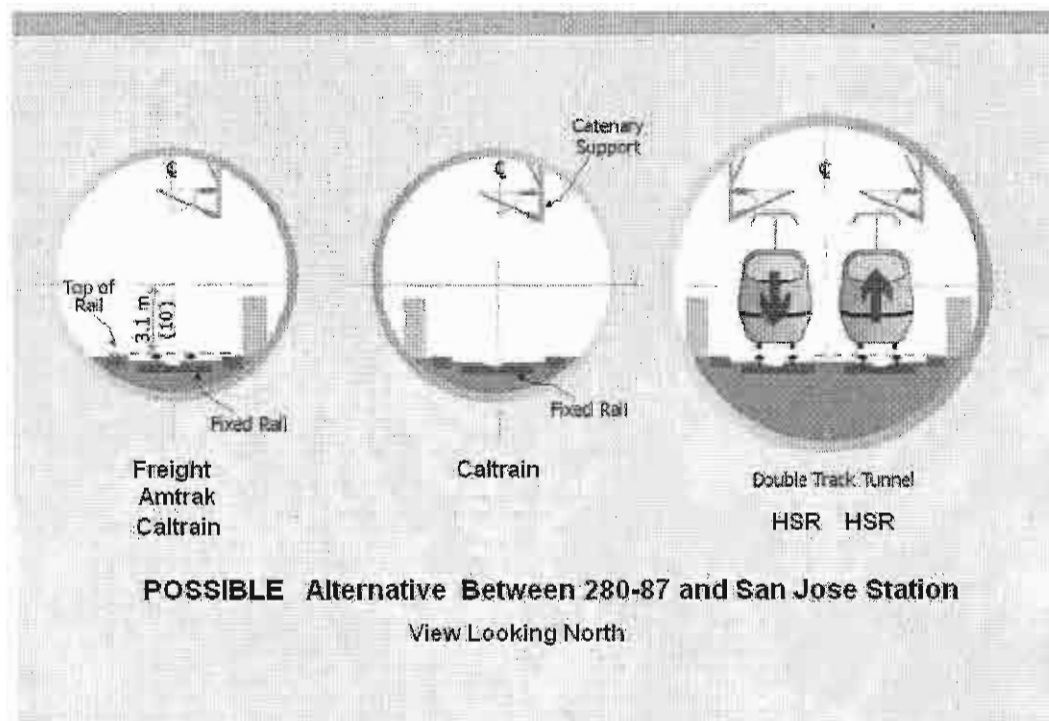 ℄
℄
℄
Catenary
Support
Top of
Rail
3.1 m
(10)
Fixed Rail
Fixed Rail
Freight
Amtrak
Caltrain
Caltrain
Double Track Tunnel
HSR HSR
POSSIBLE Alternative Between 280-87 and San Jose Station
View Looking North